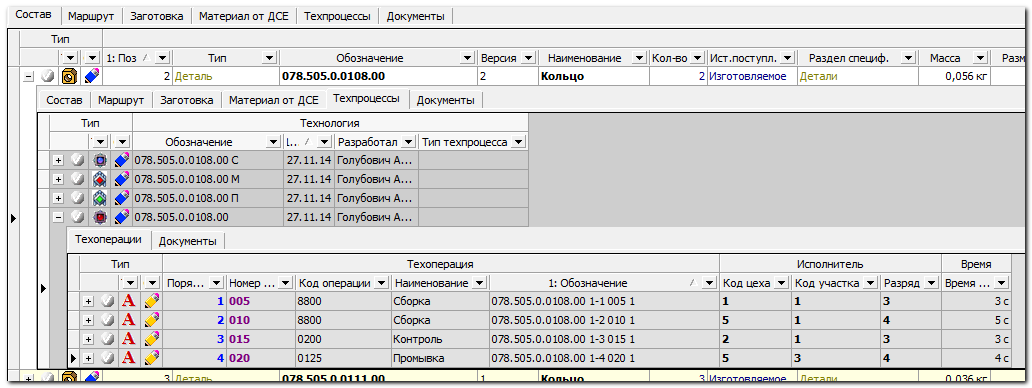 Состав Маршрут Заготовка Материал от ДСЕ Техпроцессы Документы
Тип
1: Поз Тип Обозначение Версия Наименование Кол-во Ист.поступл. Раздел специф. Масса Разм
2 Деталь 078.505.0.0108.00 2 Кольцо 2 Изготовляемое Детали 0,056 кг
Состав Маршрут Заготовка Материал от ДСЕ Техпроцессы Документы
Тип Технология
Обозначение Разработал Тип техпроцесса
078.505.0.0108.00 С 27.11.14 Голубович А...
078.505.0.0108.00 М 27.11.14 Голубович А...
078.505.0.0108.00 П 27.11.14 Голубович А...
078.505.0.0108.00 27.11.14 Голубович А...
Техоперации Документы
Тип Техоперация Исполнитель Время
Поря... Номер ... Код операции Наименование 1: Обозначение Код цеха Код участка Разряд Время ...
A 1 005 8800 Сборка 078.505.0.0108.00 1-1 005 1 1 1 3 3 с
A 2 010 8800 Сборка 078.505.0.0108.00 1-2 010 1 5 1 4 5 с
A 3 015 0200 Контроль 078.505.0.0108.00 1-3 015 1 2 1 3 3 с
A 4 020 0125 Промывка 078.505.0.0108.00 1-4 020 1 5 3 4 4 с
3 Деталь 078.505.0.0111.00 1 Кольцо 3 Изготовляемое Детали 0,036 кг